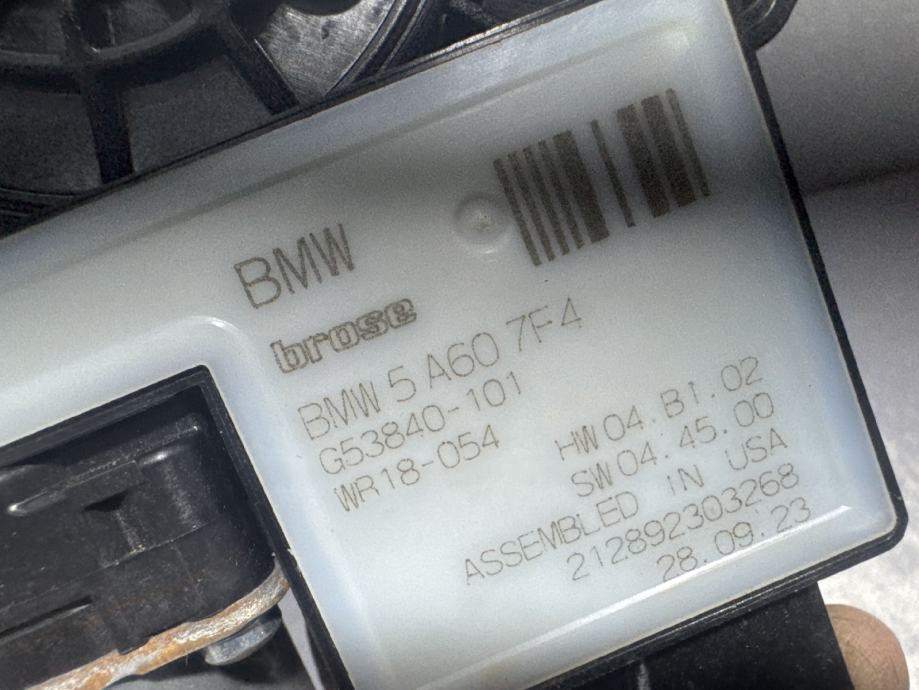 BMW
brose
BMW 5 A60 7F4
G53840-101
WR18-054
HW 04.B1.02
SW 04.45.00
ASSEMBLED IN USA
212892303268
28.09.23